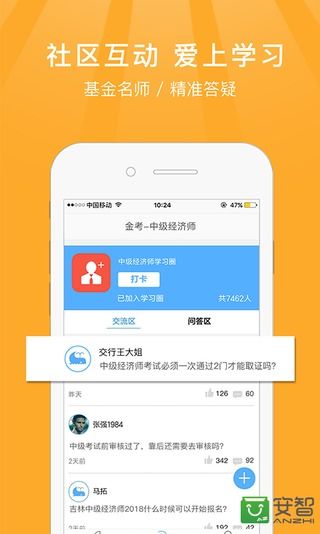 社区互动 爱上学习
基金名师 / 精准答疑
中国移动 10:24 47%
金考-中级经济师
中级经济师学习圈
打卡
已加入学习圈 共7462人
交流区 问答区
交行王大姐
中级经济师考试必须一次通过2门才能取证吗?
昨天 126 60
张强1984
中级考试前审核过了，靠后还需要去审核吗?
2天前 126 60
马拓
吉林中级经济师2018什么时候可以开始报名?
2天前
安智
ANZHI